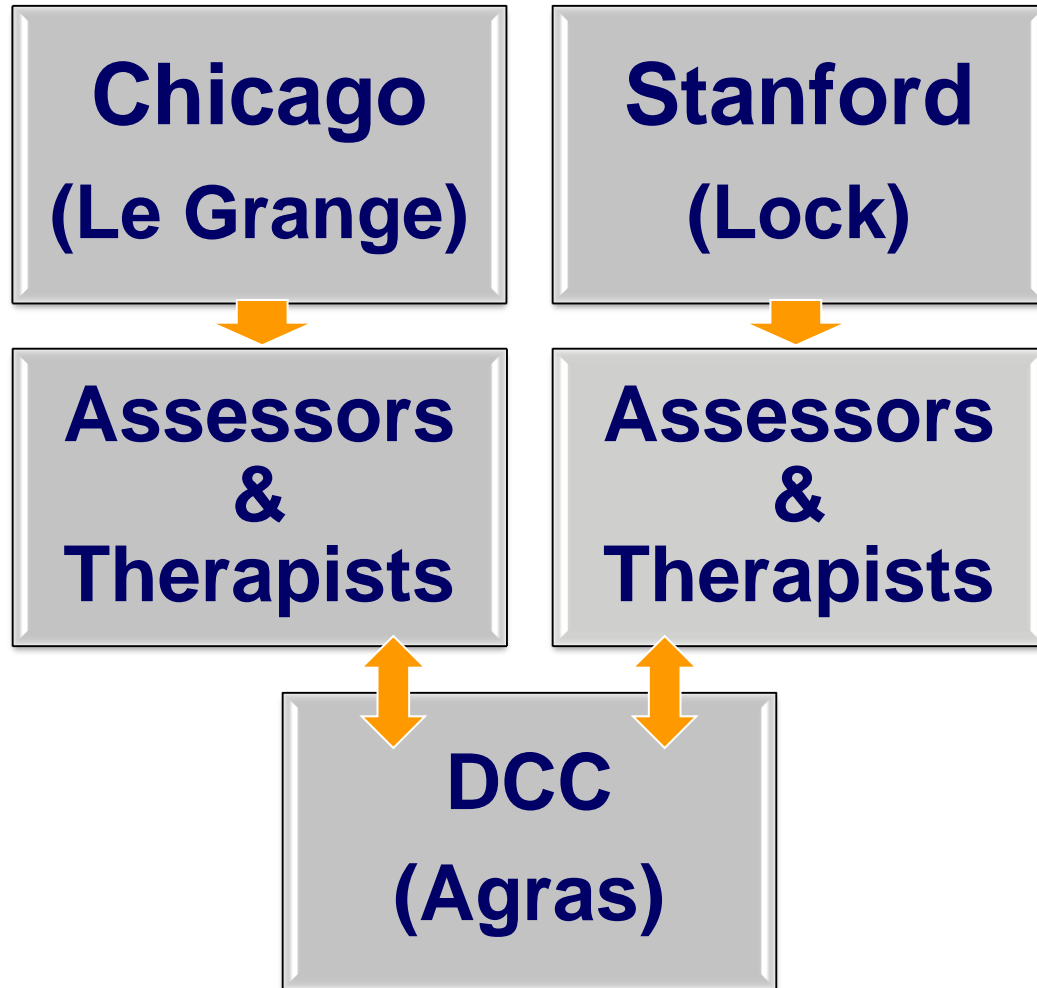 Chicago
(Le Grange)
Stanford
(Lock)
Assessors
&
Therapists
Assessors
&
Therapists
DCC
(Agras)